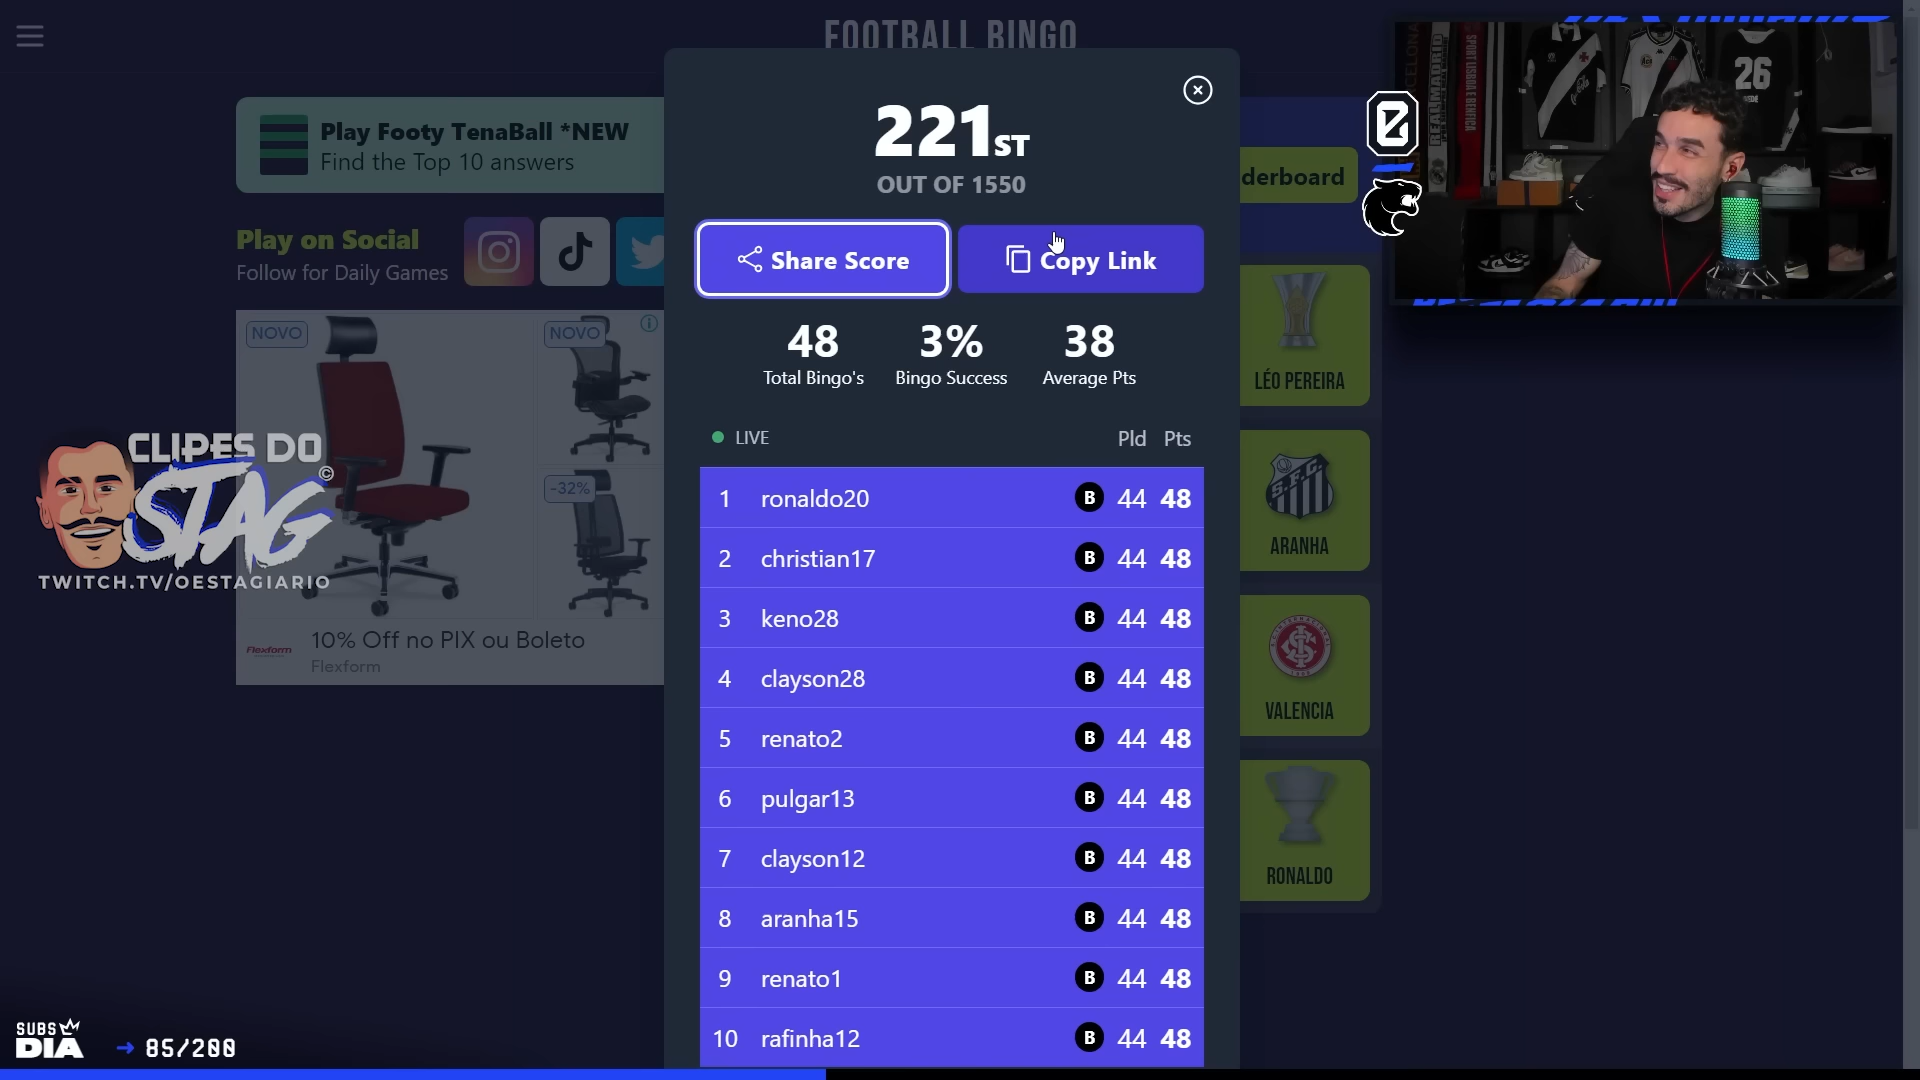 FOOTBALL BINGO
Play Footy TenaBall *NEW
Find the Top 10 answers
Play on Social
Follow for Daily Games
NOVO
NOVO
-32%
10% Off no PIX ou Boleto
Flexform
Flexform
CLIPES DO
STAG
©
TWITCH.TV/OESTAGIARIO
SUBS
DIA
85/200
221ST
OUT OF 1550
Share Score
Copy Link
48
3%
38
Total Bingo's
Bingo Success
Average Pts
LIVE
Pld Pts
1 ronaldo20 B 44 48
2 christian17 B 44 48
3 keno28 B 44 48
4 clayson28 B 44 48
5 renato2 B 44 48
6 pulgar13 B 44 48
7 clayson12 B 44 48
8 aranha15 B 44 48
9 renato1 B 44 48
10 rafinha12 B 44 48
derboard
LÉO PEREIRA
S.F.C.
ARANHA
VALENCIA
RONALDO
REAL MADRID
SPORT LISBOA E BENFICA
26